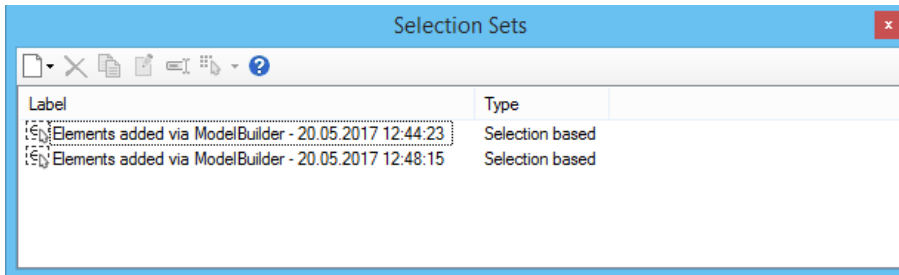 Selection Sets
Label Type
Elements added via ModelBuilder - 20.05.2017 12:44:23 Selection based
Elements added via ModelBuilder - 20.05.2017 12:48:15 Selection based